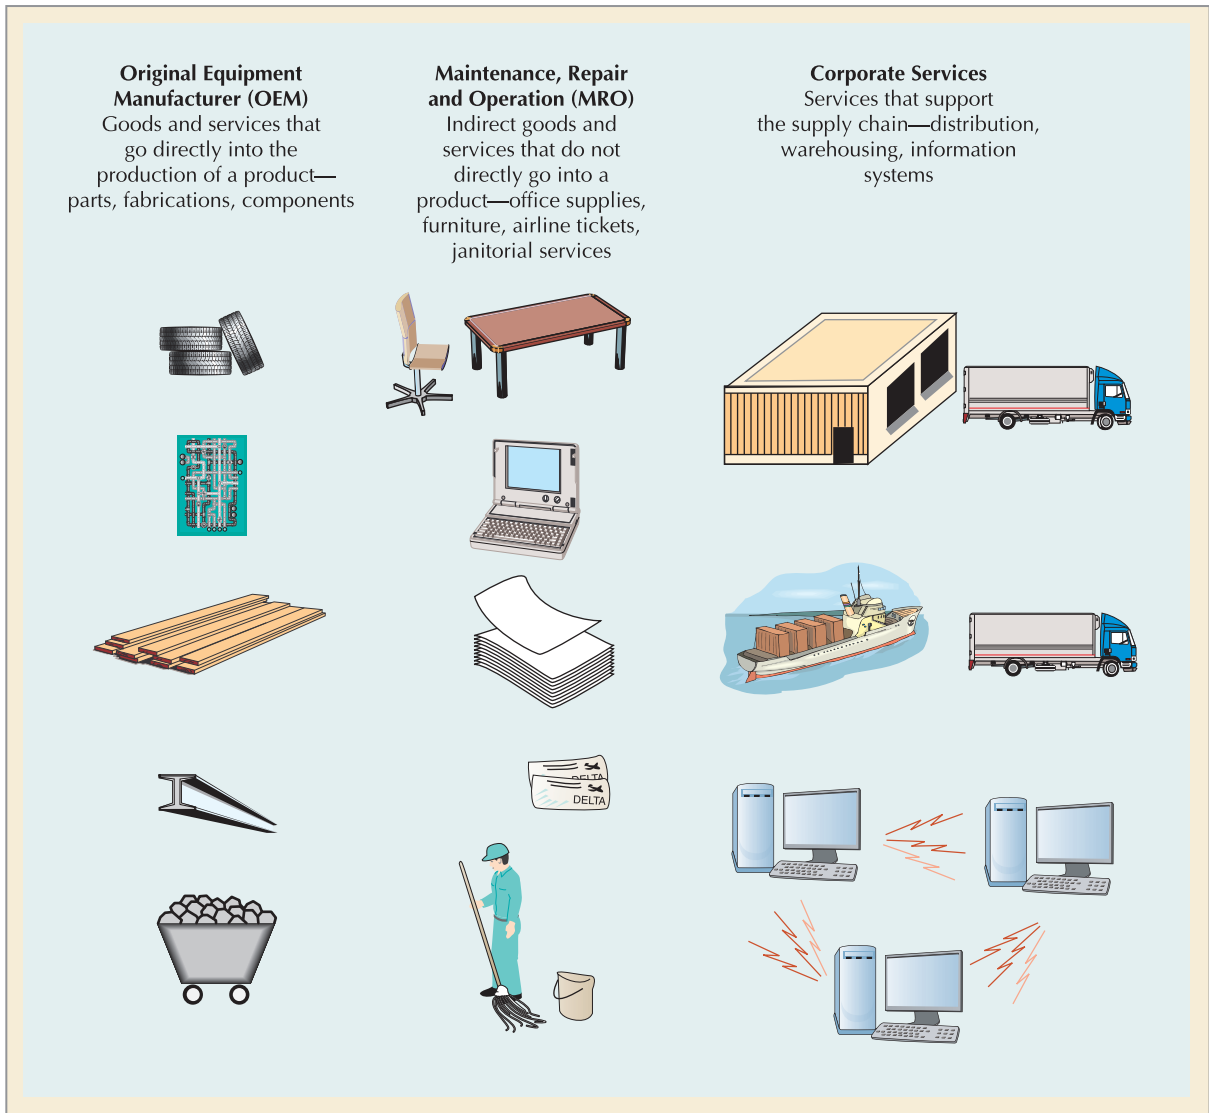 Original Equipment
Manufacturer (OEM)
Goods and services that
go directly into the
production of a product—
parts, fabrications, components
Maintenance, Repair
and Operation (MRO)
Indirect goods and
services that do not
directly go into a
product—office supplies,
furniture, airline tickets,
janitorial services
Corporate Services
Services that support
the supply chain—distribution,
warehousing, information
systems
DELTA
DELTA